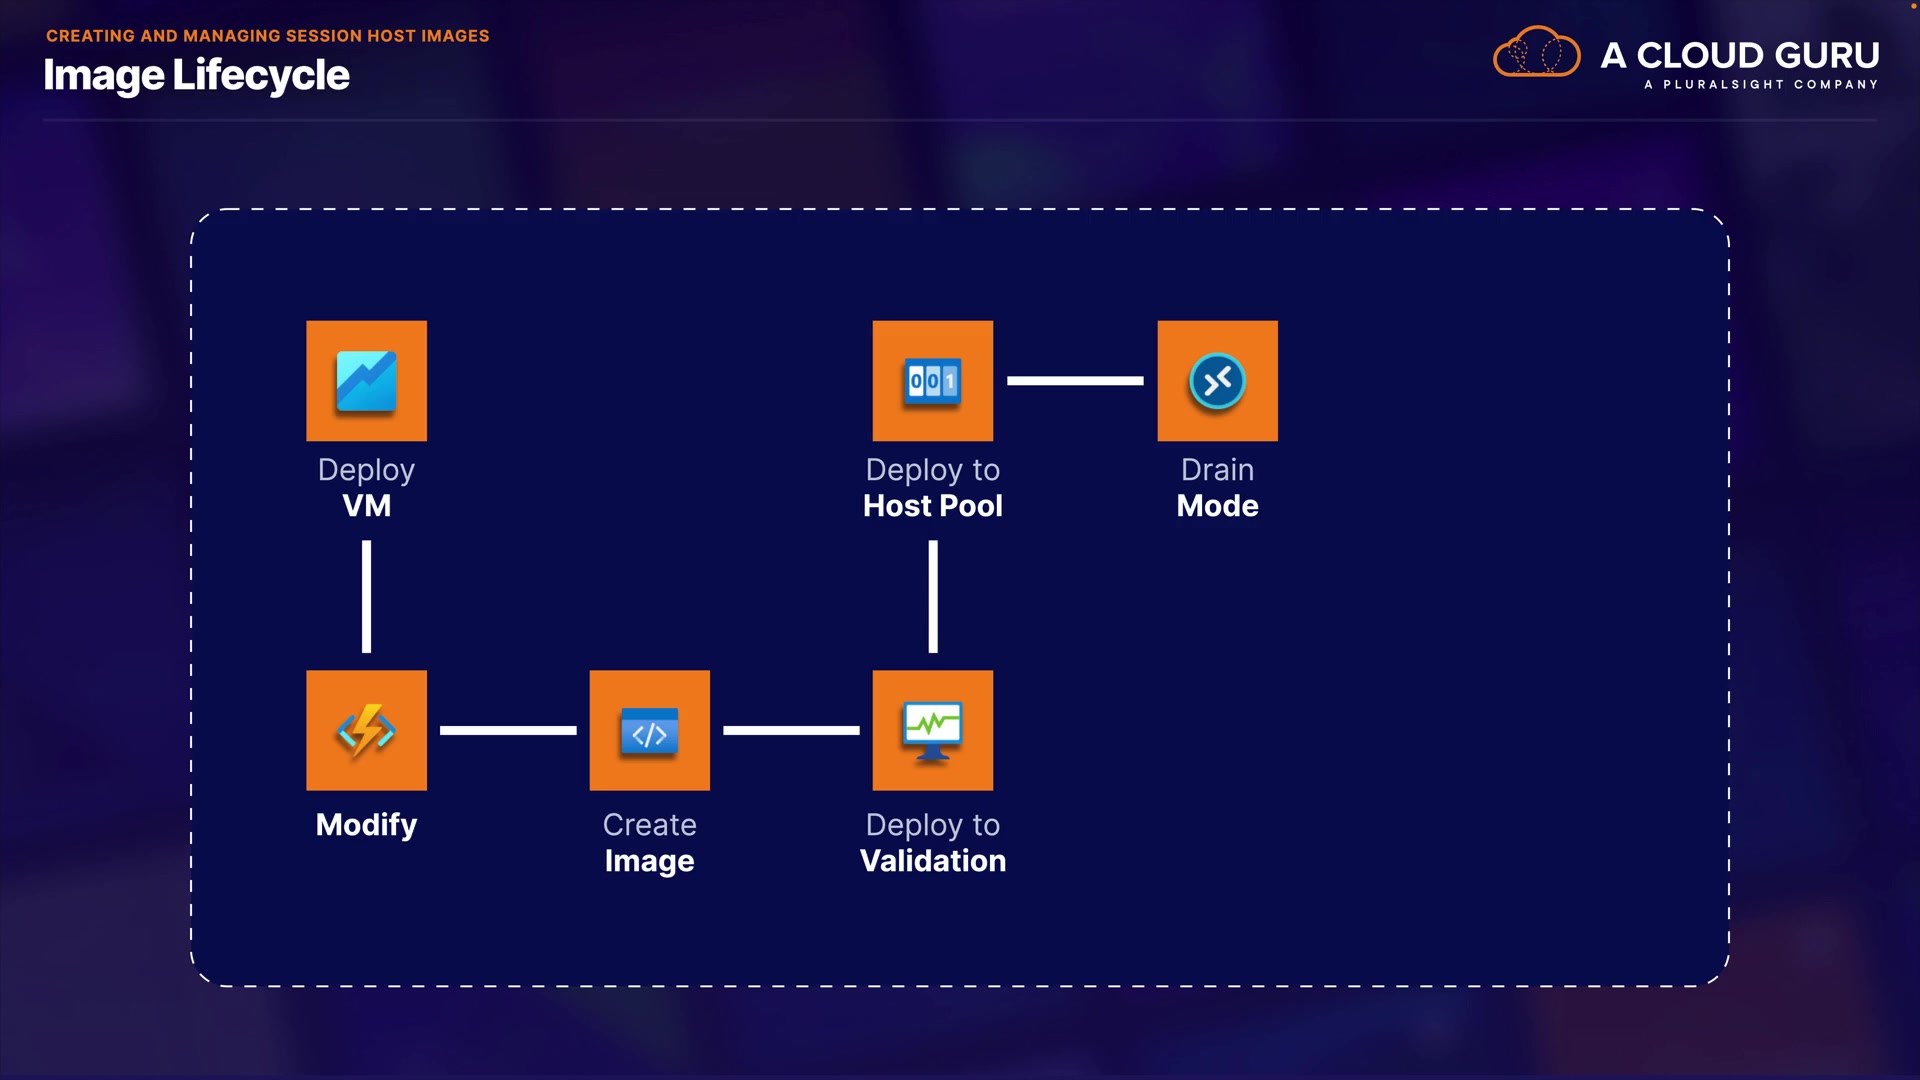 CREATING AND MANAGING SESSION HOST IMAGES
Image Lifecycle
A CLOUD GURU
A PLURALSIGHT COMPANY
Deploy
VM
001
Deploy to
Host Pool
Drain
Mode
Modify
</>
Create
Image
Deploy to
Validation